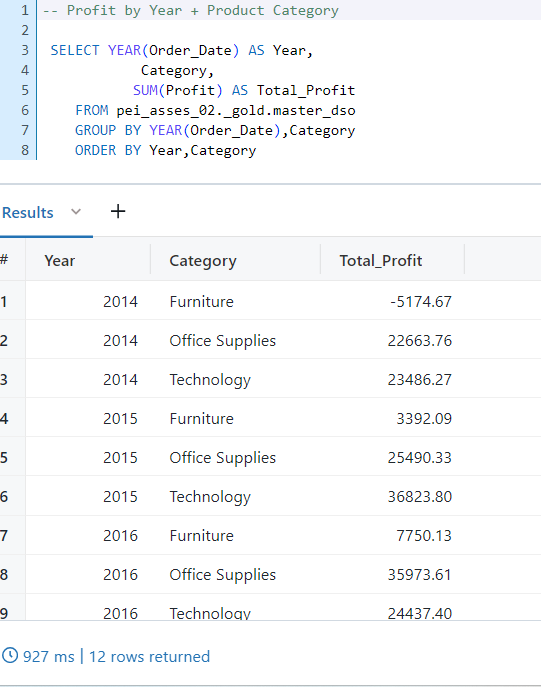 1 -- Profit by Year + Product Category
2
3 SELECT YEAR(Order_Date) AS Year,
4 Category,
5 SUM(Profit) AS Total_Profit
6 FROM pei_asses_02._gold.master_dso
7 GROUP BY YEAR(Order_Date),Category
8 ORDER BY Year,Category
Results +
# Year Category Total_Profit
1 2014 Furniture -5174.67
2 2014 Office Supplies 22663.76
3 2014 Technology 23486.27
4 2015 Furniture 3392.09
5 2015 Office Supplies 25490.33
6 2015 Technology 36823.80
7 2016 Furniture 7750.13
8 2016 Office Supplies 35973.61
9 2016 Technology 24437.40
927 ms | 12 rows returned